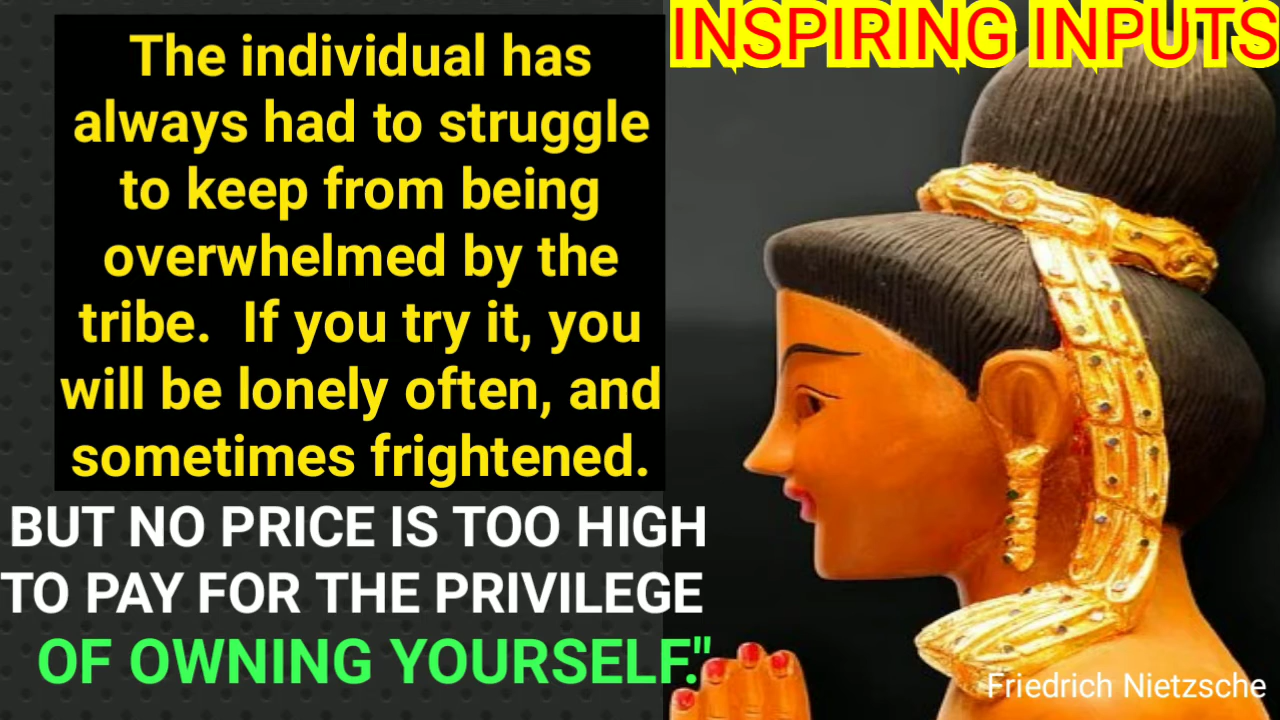 INSPIRING INPUTS
The individual has
always had to struggle
to keep from being
overwhelmed by the
tribe.  If you try it, you
will be lonely often, and
sometimes frightened.
BUT NO PRICE IS TOO HIGH
TO PAY FOR THE PRIVILEGE
OF OWNING YOURSELF."
Friedrich Nietzsche